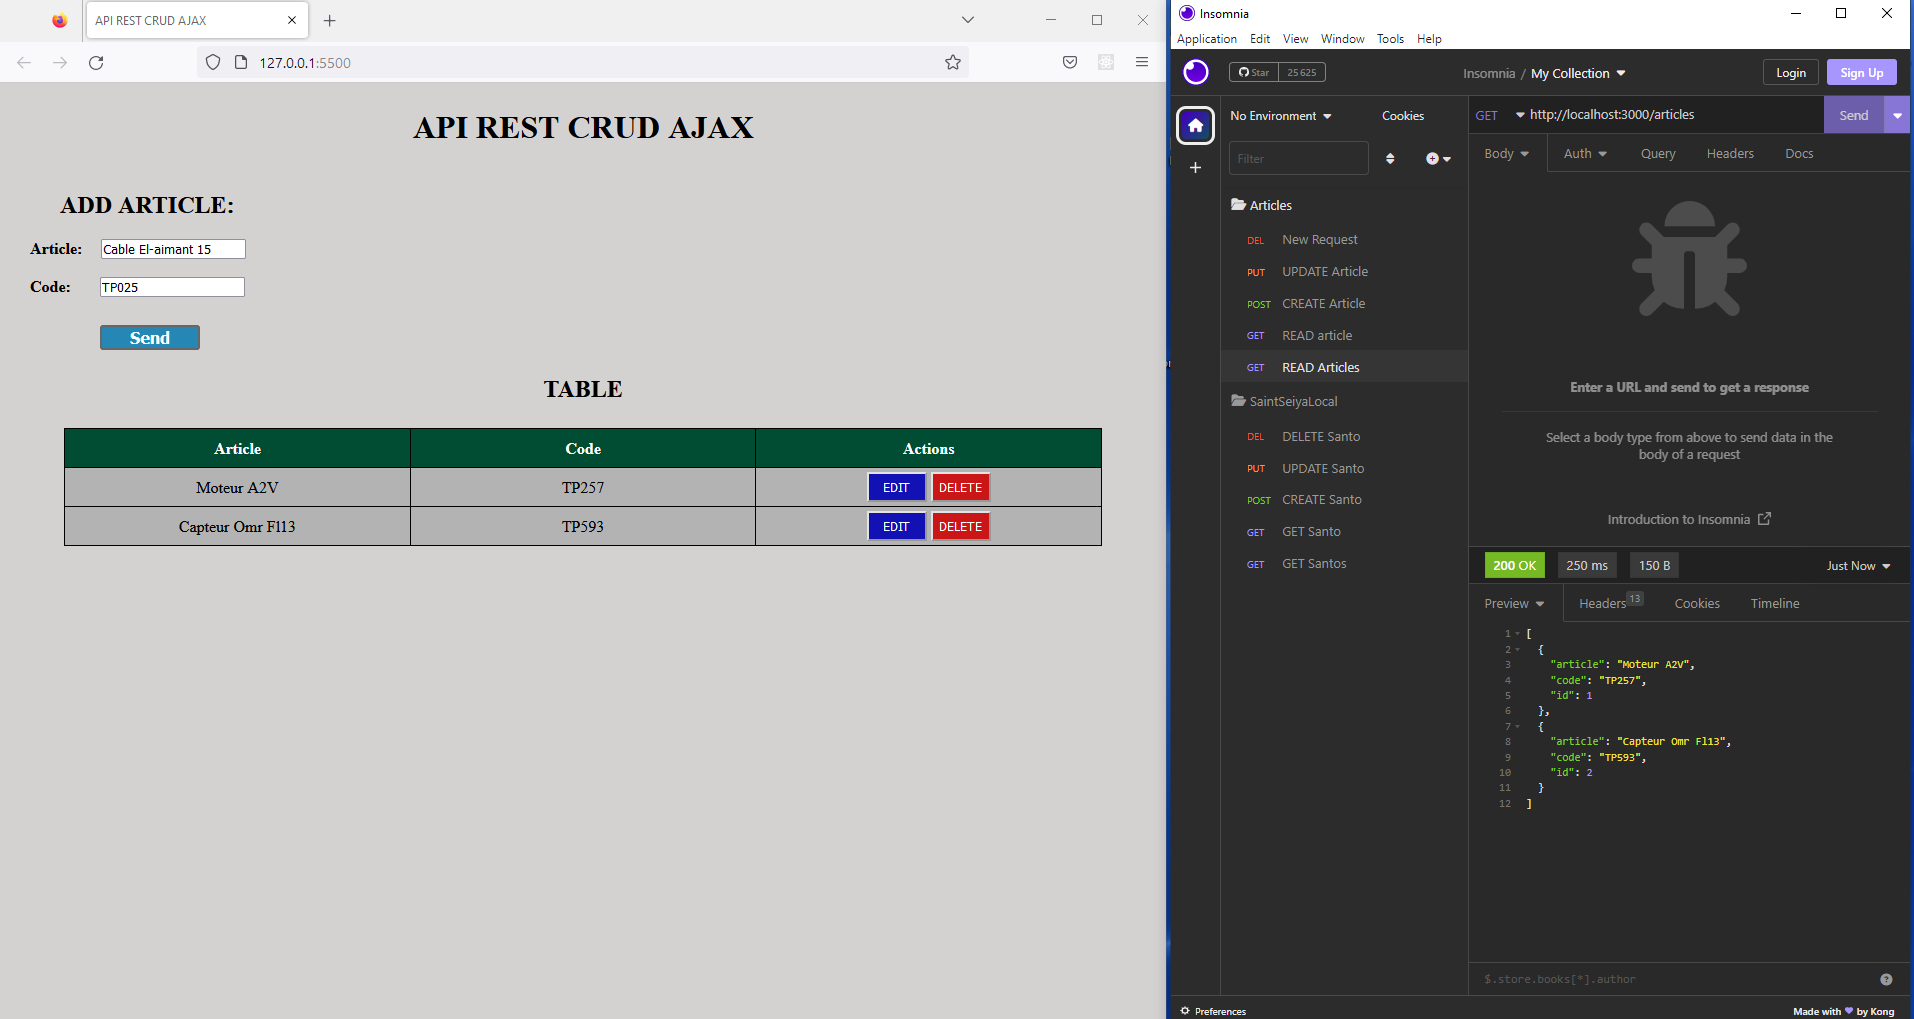 API REST CRUD AJAX
127.0.0.1:5500
API REST CRUD AJAX
ADD ARTICLE:
Article: Cable El-aimant 15
Code: TP025
Send
TABLE
Article Code Actions
Moteur A2V TP257 EDIT DELETE
Capteur Omr Fl13 TP593 EDIT DELETE
Insomnia
Application Edit View Window Tools Help
Star 25 625
Insomnia / My Collection
Login
Sign Up
No Environment
Cookies
Filter
Articles
DEL New Request
PUT UPDATE Article
POST CREATE Article
GET READ article
GET READ Articles
SaintSeiyaLocal
DEL DELETE Santo
PUT UPDATE Santo
POST CREATE Santo
GET GET Santo
GET GET Santos
GET http://localhost:3000/articles Send
Body Auth Query Headers Docs
Enter a URL and send to get a response
Select a body type from above to send data in the
body of a request
Introduction to Insomnia
200 OK 250 ms 150 B Just Now
Preview Headers 13 Cookies Timeline
1 [
2 {
3 "article": "Moteur A2V",
4 "code": "TP257",
5 "id": 1
6 },
7 {
8 "article": "Capteur Omr Fl13",
9 "code": "TP593",
10 "id": 2
11 }
12 ]
$.store.books[*].author
Preferences
Made with 💜 by Kong